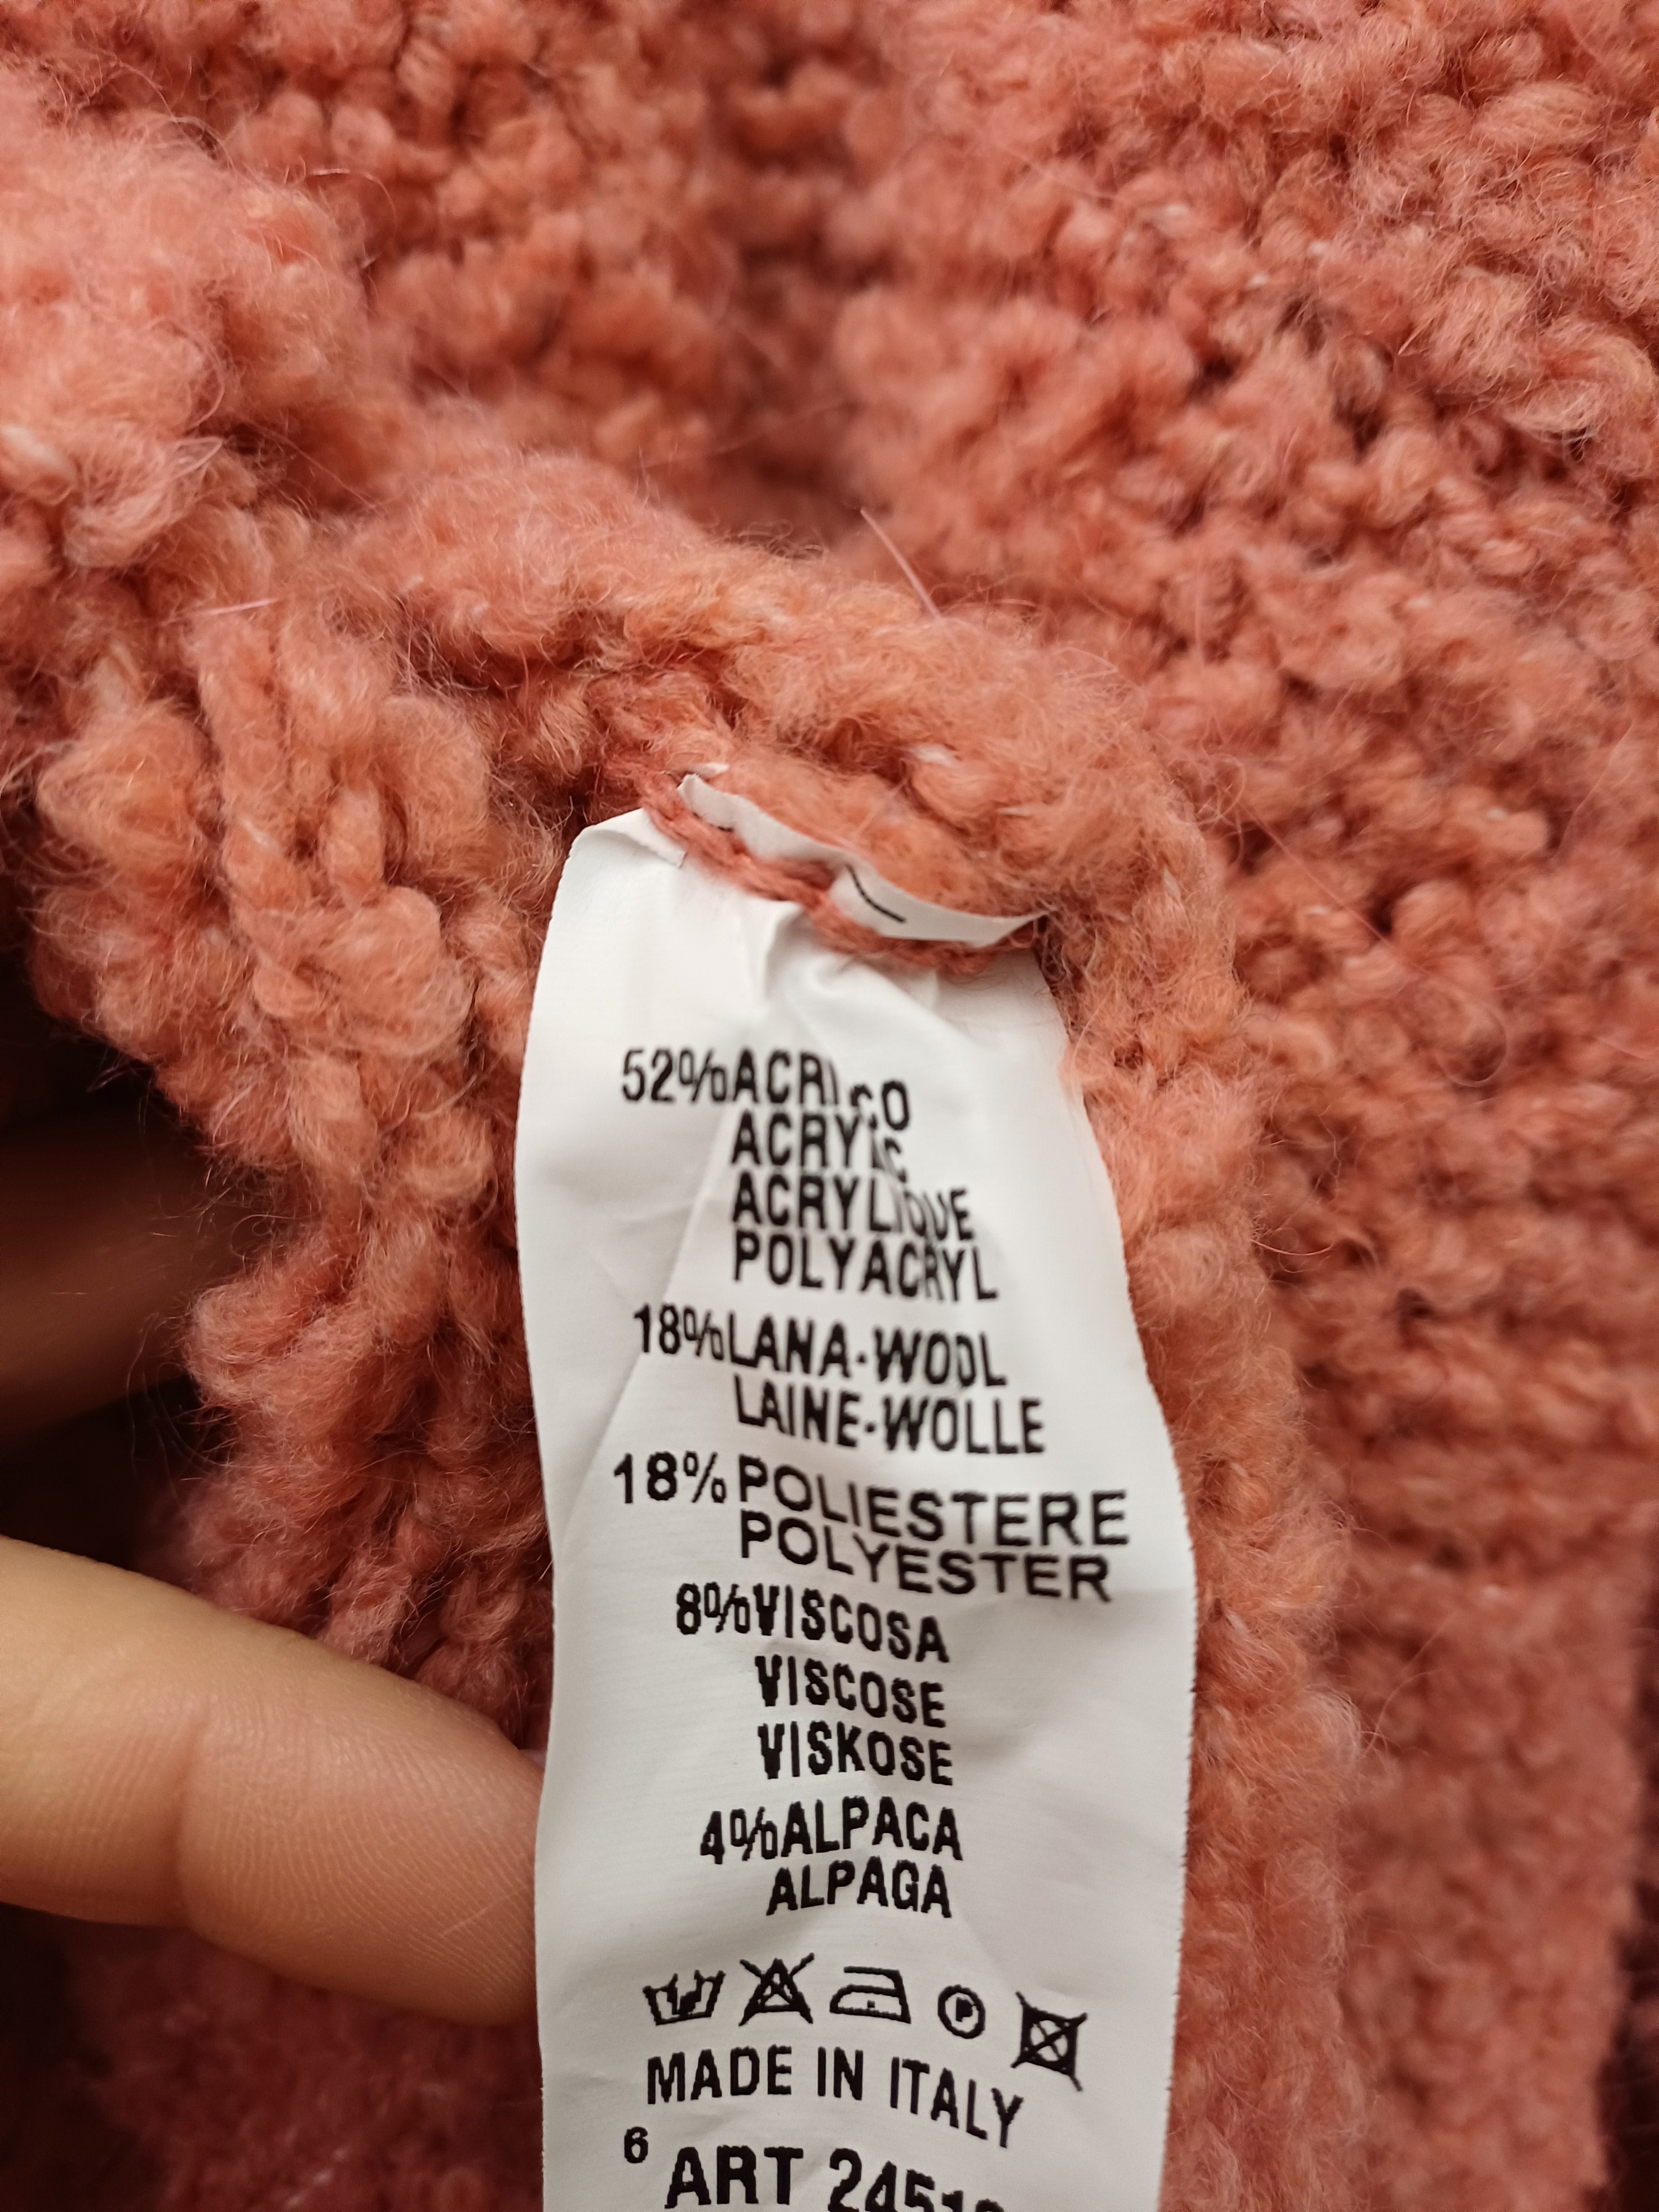 52%ACRILICO
ACRYLIC
ACRYLIQUE
POLYACRYL
18%LANA-WOOL
LAINE-WOLLE
18%POLIESTERE
POLYESTER
8%VISCOSA
VISCOSE
VISKOSE
4%ALPACA
ALPAGA
P
MADE IN ITALY
6
ART